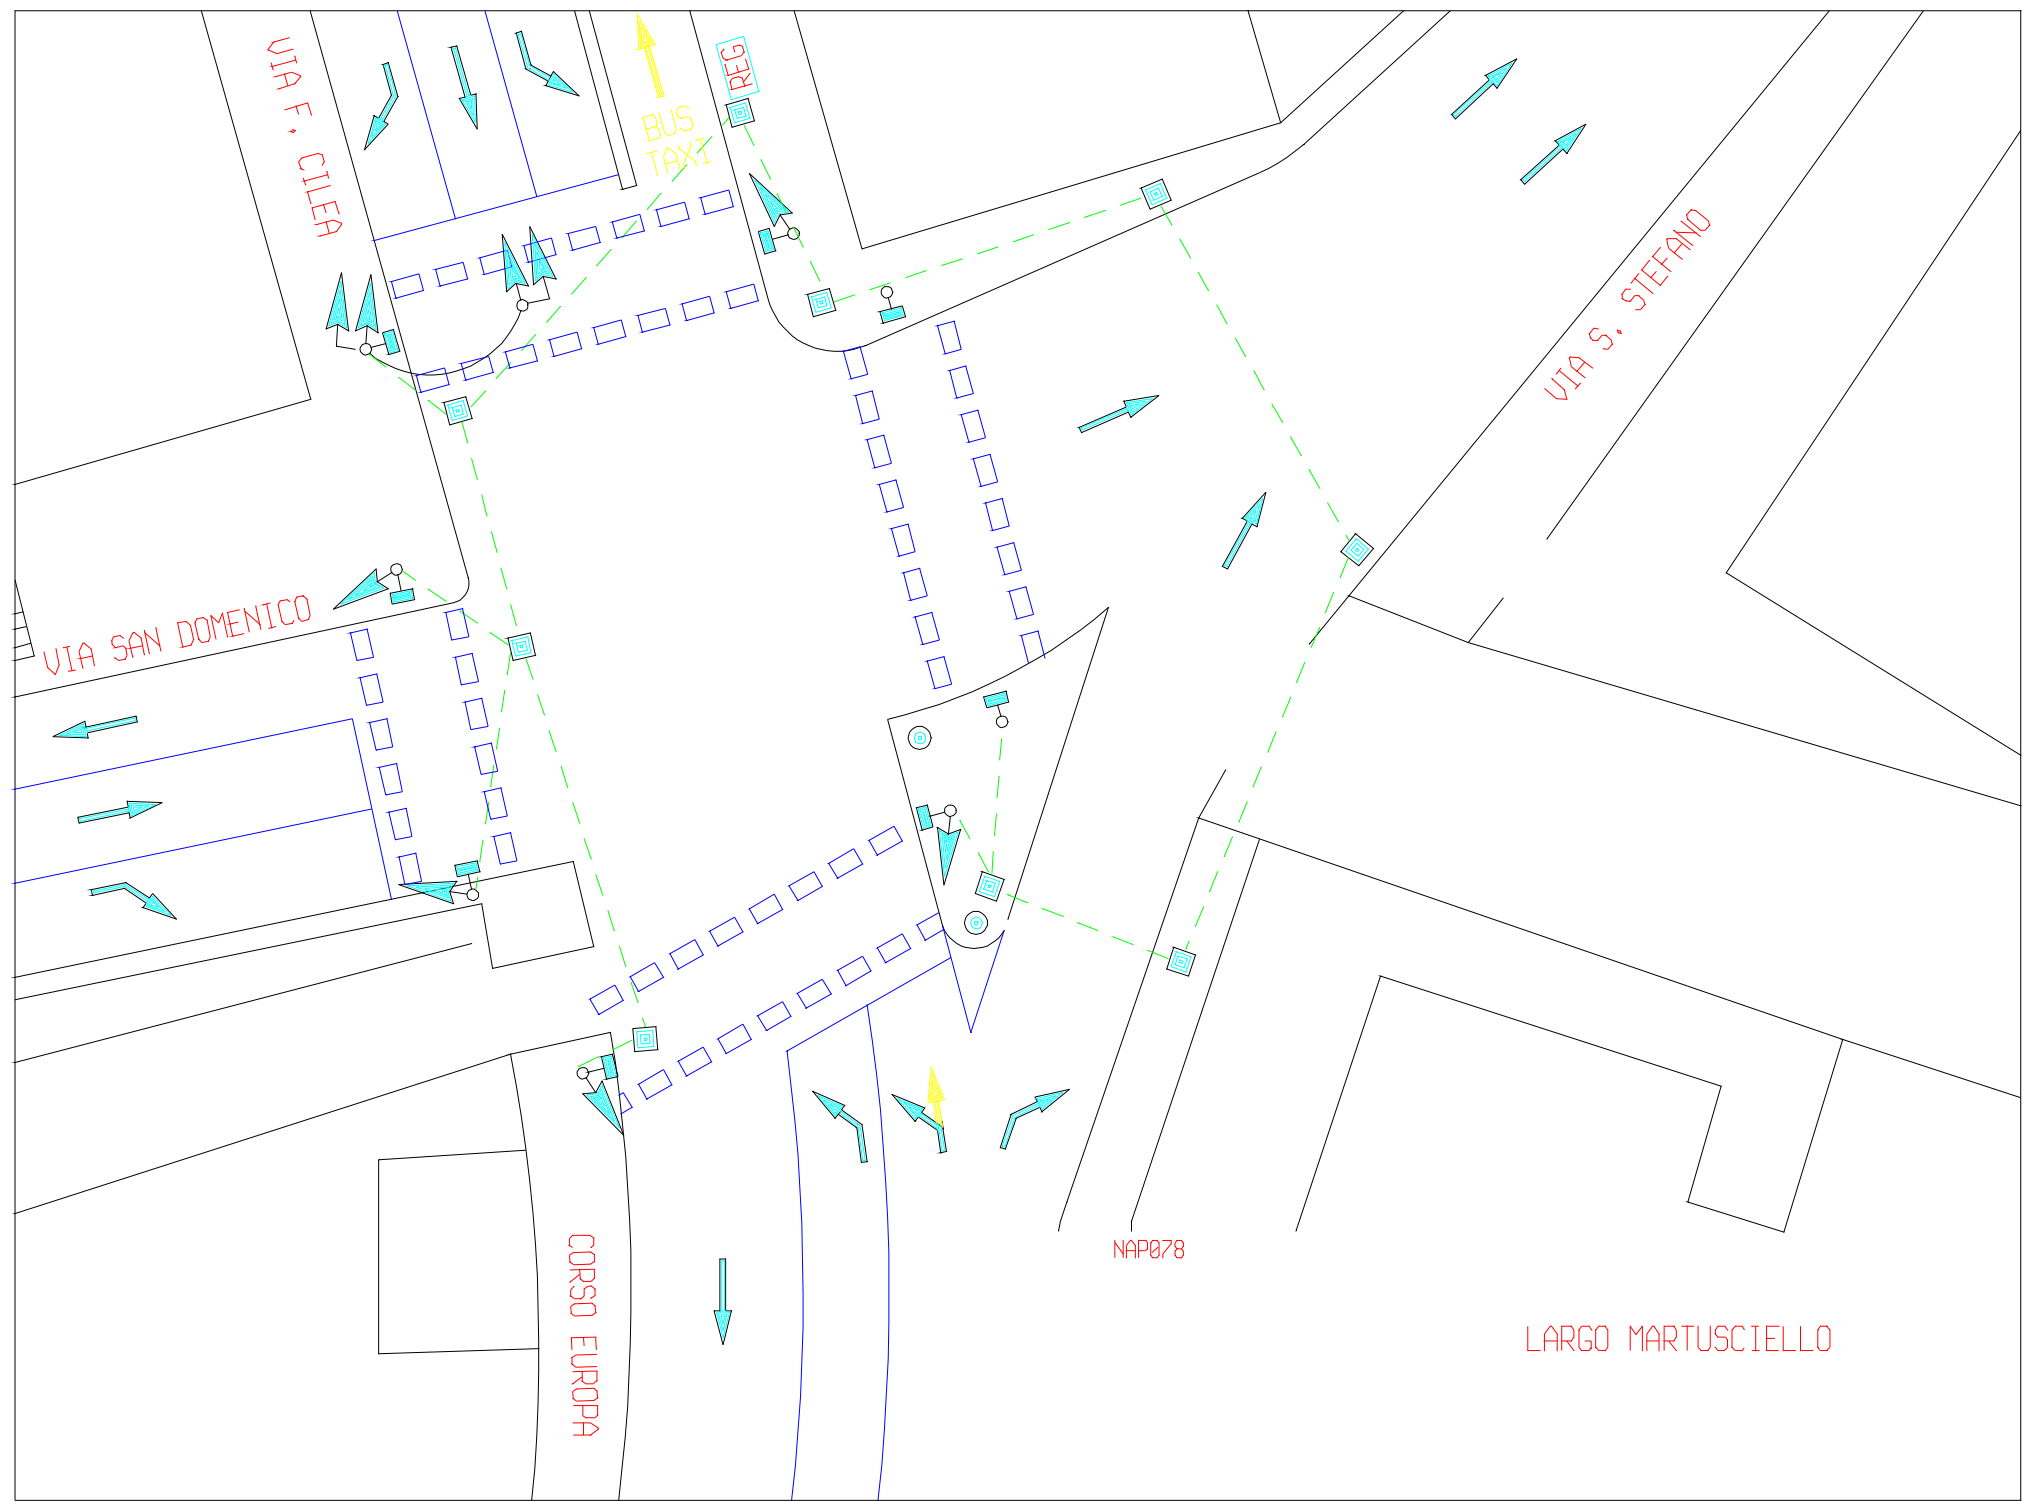 VIA F. CILEA
REG
BUS
TAXI
VIA S. STEFANO
VIA SAN DOMENICO
CORSO EUROPA
NAP078
LARGO MARTUSCIELLO